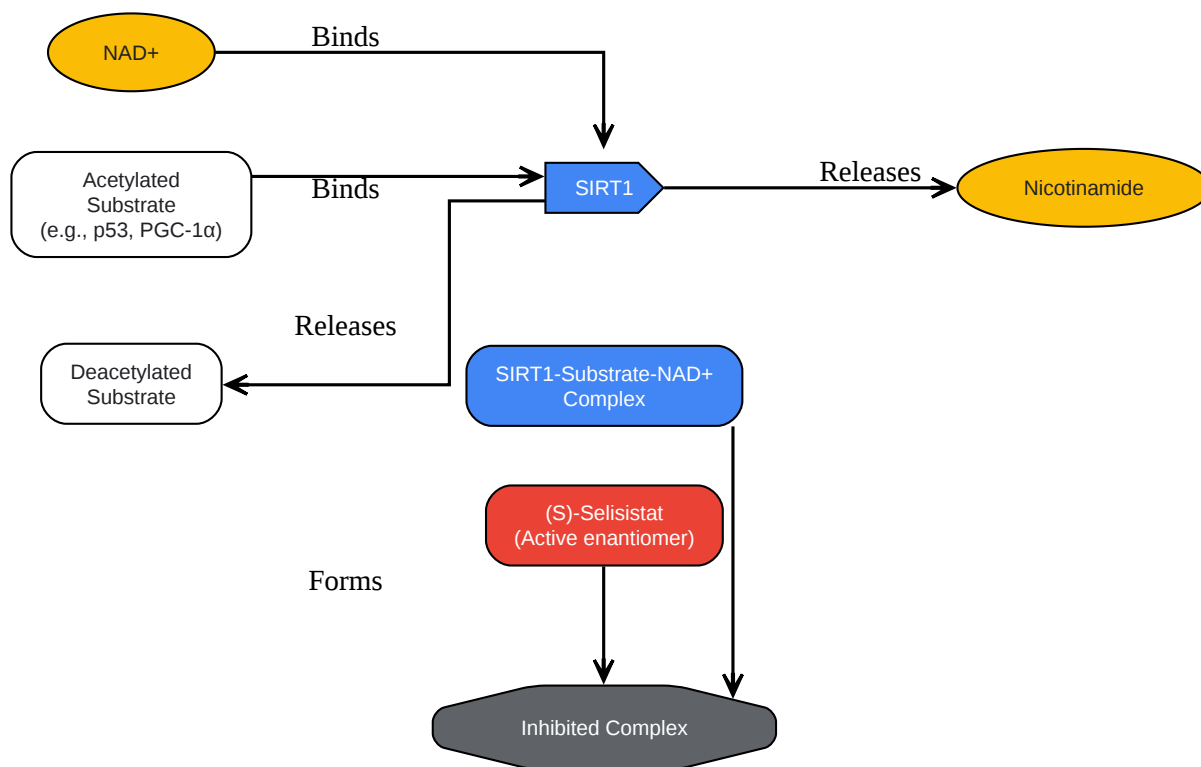 NAD+
Binds
Acetylated
Substrate
(e.g., p53, PGC-1α)
Binds
SIRT1
Releases
Nicotinamide
Releases
Deacetylated
Substrate
SIRT1-Substrate-NAD+
Complex
(S)-Selisistat
(Active enantiomer)
Forms
Inhibited Complex